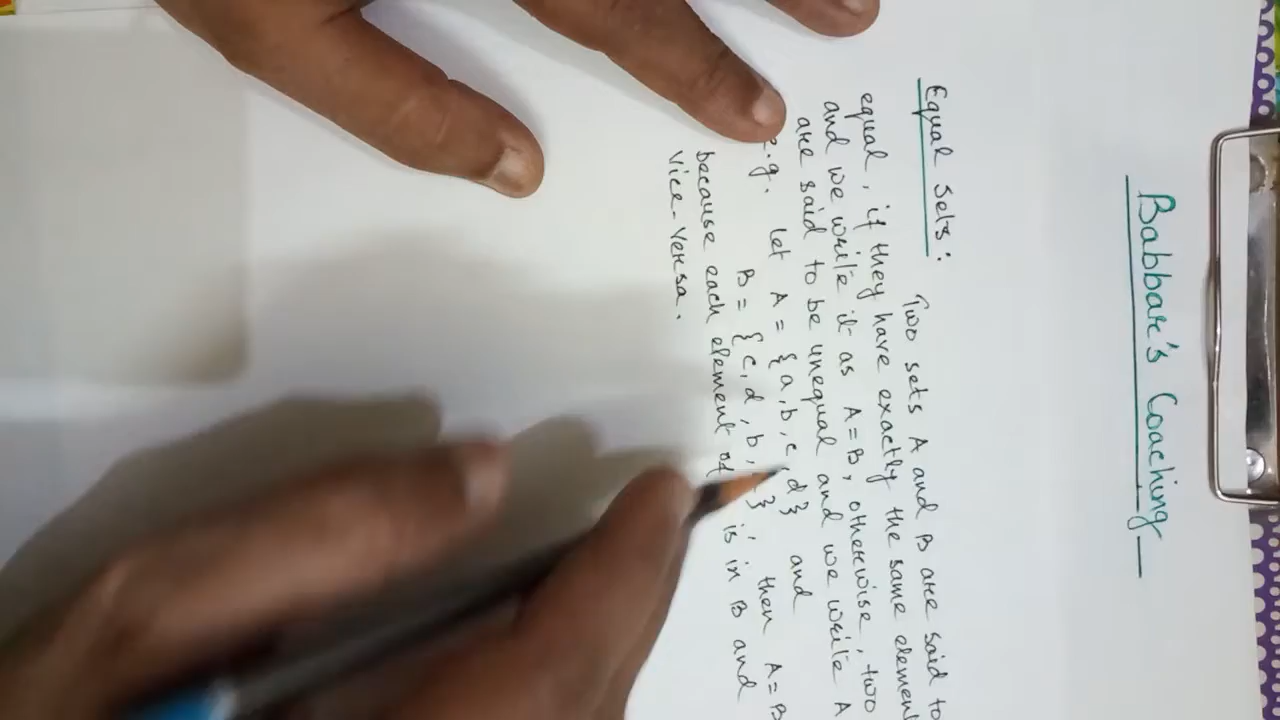 Babbar's Coaching
Equal Sets: Two sets A and B are said to
equal, if they have exactly the same element
and we write it as A=B, otherwise, two
are said to be unequal and we write A
e.g. let A = {a,b,c,d} and
B = {c,d,b, }, then A=B
because each element of is in B and
Vice-Versa.